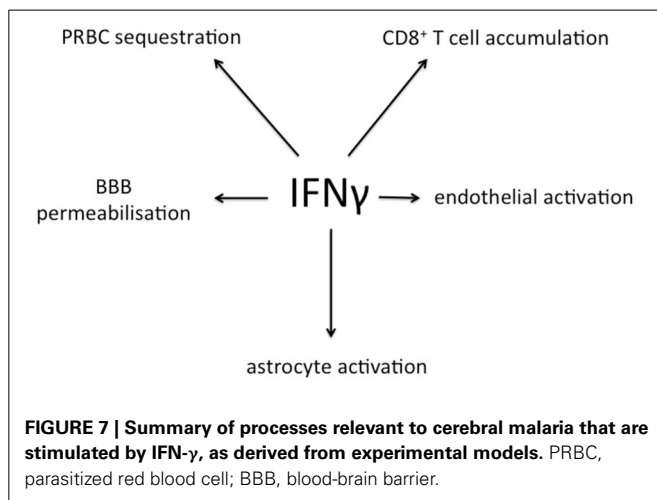 PRBC sequestration
CD8⁺ T cell accumulation
BBB
permeabilisation
IFNγ
endothelial activation
astrocyte activation
FIGURE 7 | Summary of processes relevant to cerebral malaria that are
stimulated by IFN-γ, as derived from experimental models. PRBC,
parasitized red blood cell; BBB, blood-brain barrier.